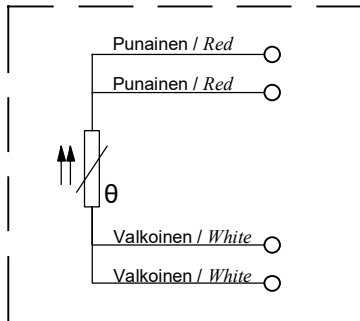 Punainen / Red
Punainen / Red
θ
Valkoinen / White
Valkoinen / White